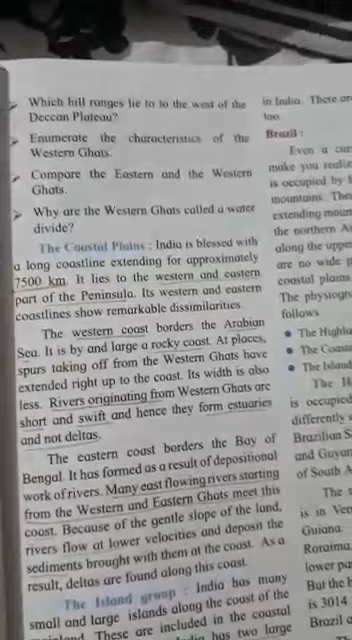 Which hill ranges lie to to the west of the
Deccan Plateau?
Enumerate the characteristics of the
Western Ghats.
Compare the Eastern and the Western
Ghats.
Why are the Western Ghats called a water
divide?
The Coastal Plains : India is blessed with
a long coastline extending for approximately
7500 km. It lies to the western and eastern
part of the Peninsula. Its western and eastern
coastlines show remarkable dissimilarities.
The western coast borders the Arabian
Sea. It is by and large a rocky coast. At places,
spurs taking off from the Western Ghats have
extended right up to the coast. Its width is also
less. Rivers originating from Western Ghats are
short and swift and hence they form estuaries
and not deltas.
The eastern coast borders the Bay of
Bengal. It has formed as a result of depositional
work of rivers. Many east flowing rivers starting
from the Western and Eastern Ghats meet this
coast. Because of the gentle slope of the land,
rivers flow at lower velocities and deposit the
sediments brought with them at the coast. As a
result, deltas are found along this coast.
The Island group : India has many
small and large islands along the coast of the
These are included in the coastal
has two large
in India. There
too.
Brazil :
Even a
make you
is occupied by
mountains.
extending
the northern
along the upper
are no wide
coastal plains
The
follows
The
The
The
The
is occupied
differently
Brazilian
and
of South
The
is in
Guiana
Roraima
lower
But the
is 3014
Brazil